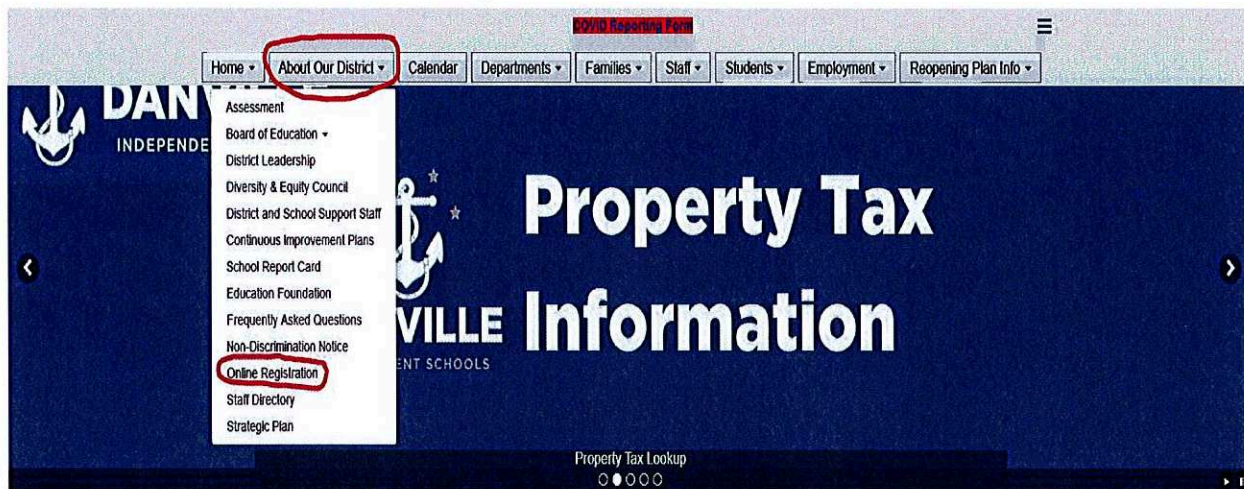 COVID Reporting Form
Home About Our District Calendar Departments Families Staff Students Employment Reopening Plan Info
DANV
INDEPENDE
Assessment
Board of Education
District Leadership
Diversity & Equity Council
District and School Support Staff
Continuous Improvement Plans
School Report Card
Education Foundation
Frequently Asked Questions
Non-Discrimination Notice
Online Registration
Staff Directory
Strategic Plan
VILLE
ENT SCHOOLS
Property Tax
Information
Property Tax Lookup